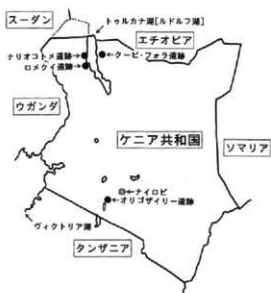 スーダン
トゥルカナ湖[ルドルフ湖]
エチオピア
ナリオコトメ遺跡→
←クービ・フォラ遺跡
ロメクイ遺跡→
ウガンダ
ケニア共和国
ソマリア
←ナイロビ
←オリゴザイリー遺跡
ヴィクトリア湖
タンザニア